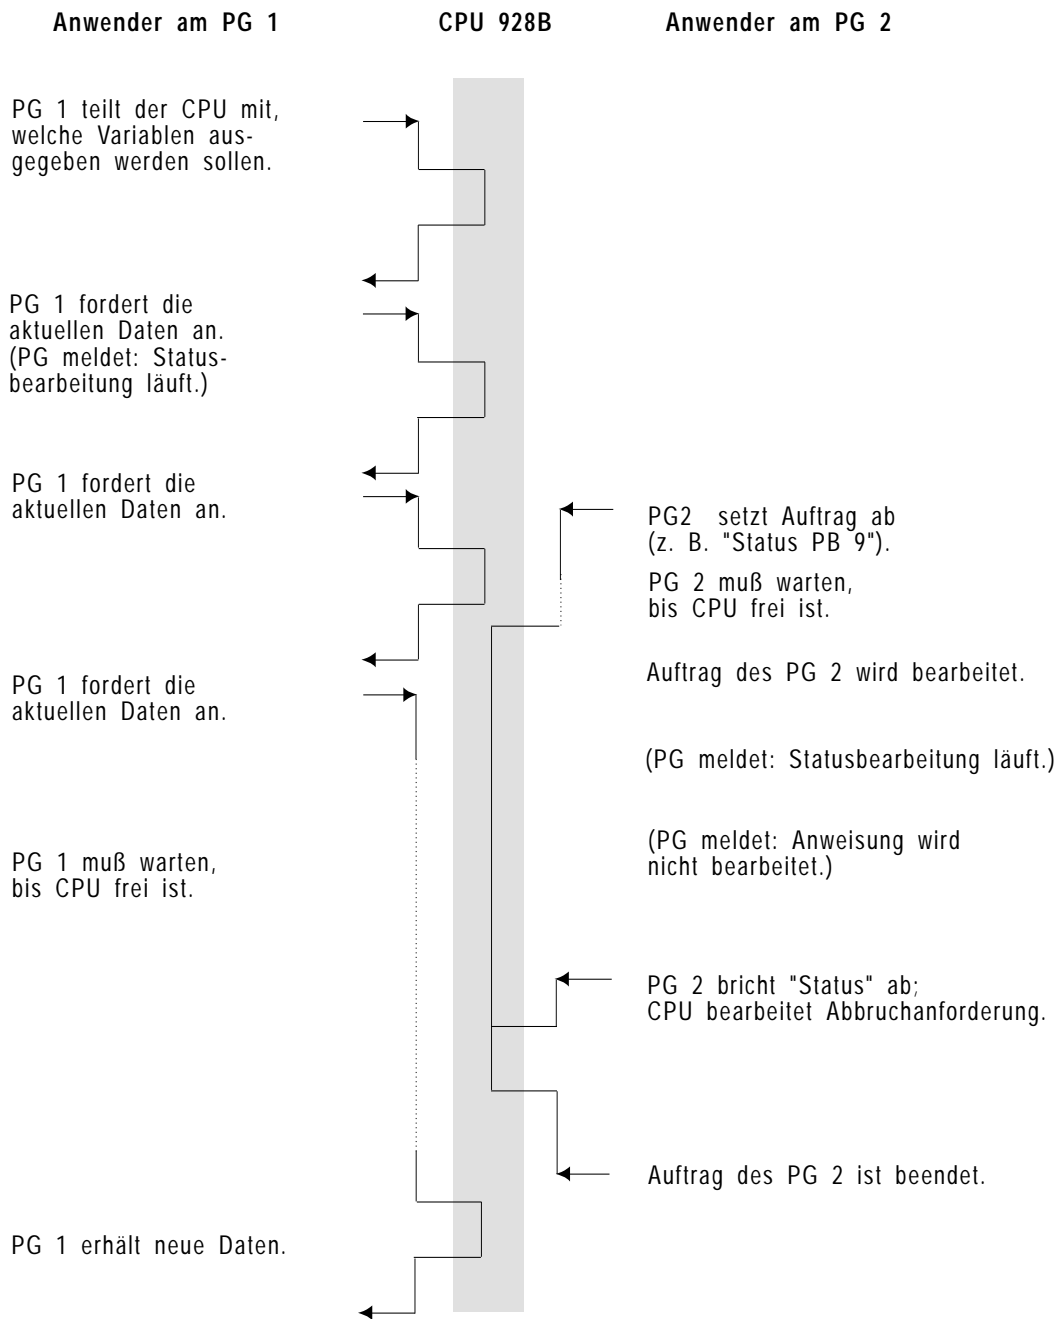 Anwender am PG 1
CPU 928B
Anwender am PG 2
PG 1 teilt der CPU mit,
welche Variablen aus-
gegeben werden sollen.
PG 1 fordert die
aktuellen Daten an.
(PG meldet: Status-
bearbeitung läuft.)
PG 1 fordert die
aktuellen Daten an.
PG2 setzt Auftrag ab
(z. B. "Status PB 9").
PG 2 muß warten,
bis CPU frei ist.
Auftrag des PG 2 wird bearbeitet.
PG 1 fordert die
aktuellen Daten an.
(PG meldet: Statusbearbeitung läuft.)
(PG meldet: Anweisung wird
nicht bearbeitet.)
PG 1 muß warten,
bis CPU frei ist.
PG 2 bricht "Status" ab;
CPU bearbeitet Abbruchanforderung.
Auftrag des PG 2 ist beendet.
PG 1 erhält neue Daten.